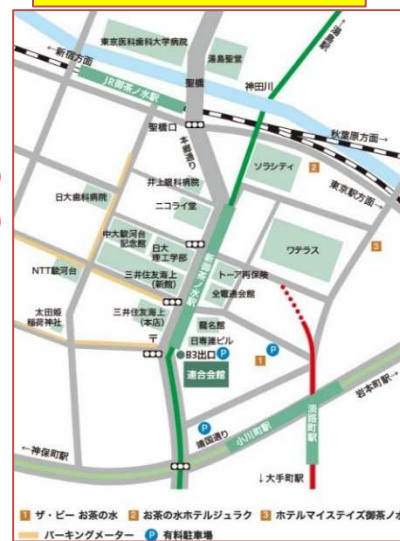 ←新宿方面
東京医科歯科大学病院
湯島聖堂
→湯島駅
JR御茶ノ水駅
神田川
聖橋
聖橋口
本郷通り
秋葉原方面→
東京駅方面→
ソラシティ
2
井上眼科病院
ニコライ堂
日大歯科病院
中大駿河台
記念館
日大
理工学部
新御茶ノ水駅
ワテラス
3
NTT駿河台
三井住友海上
(新館)
トーア再保険
全電通会館
太田姫
稲荷神社
三井住友海上
(本店)
龍名館
日専連ビル
〒
B3出口
P
1
P
連合会館
P
靖国通り
小川町駅
淡路町駅
岩本町駅→
←神保町駅
↓大手町駅
1 ザ・ビー お茶の水 2 お茶の水ホテルジュラク 3 ホテルマイステイズ御茶ノ水
パーキングメーター P 有料駐車場